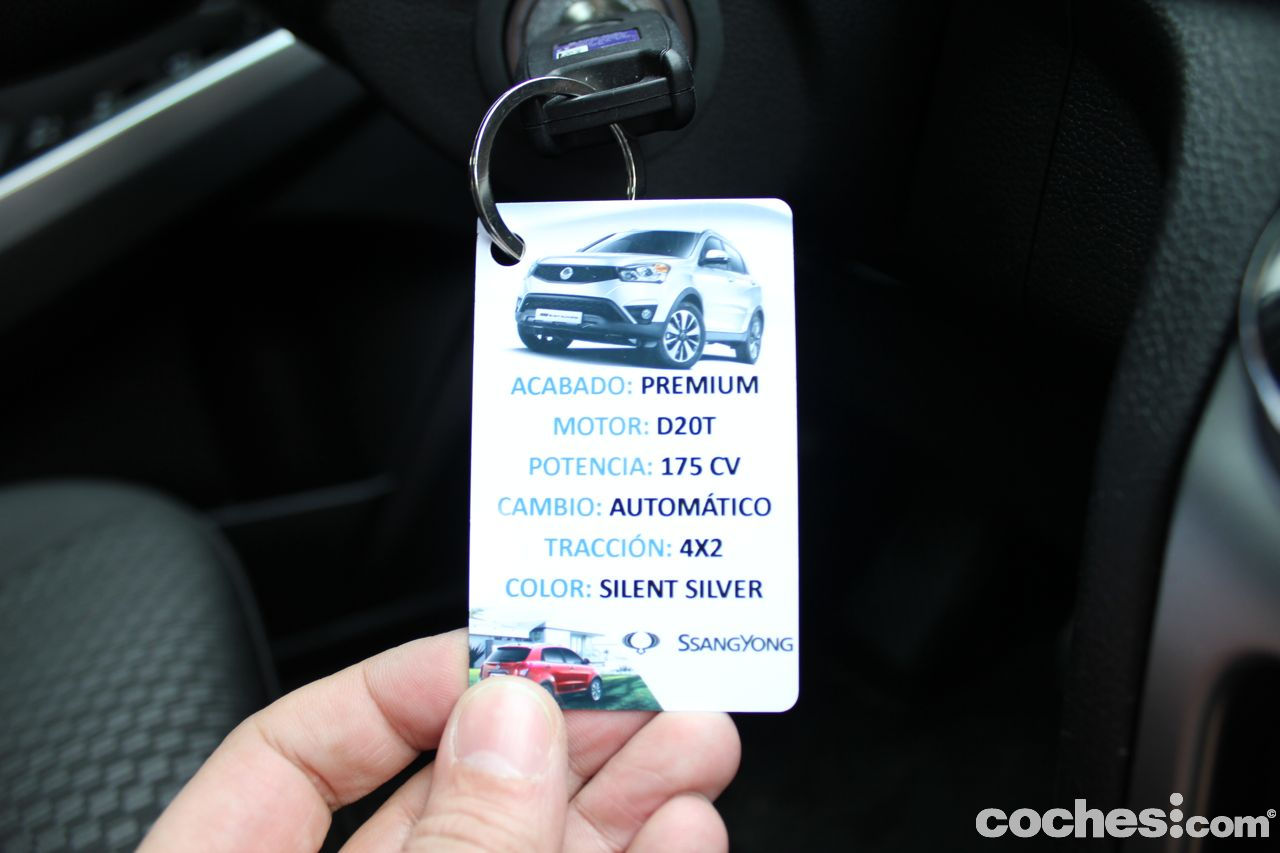 ACABADO: PREMIUM
MOTOR: D20T
POTENCIA: 175 CV
CAMBIO: AUTOMÁTICO
TRACCIÓN: 4X2
COLOR: SILENT SILVER
SSANGYONG
coches.com